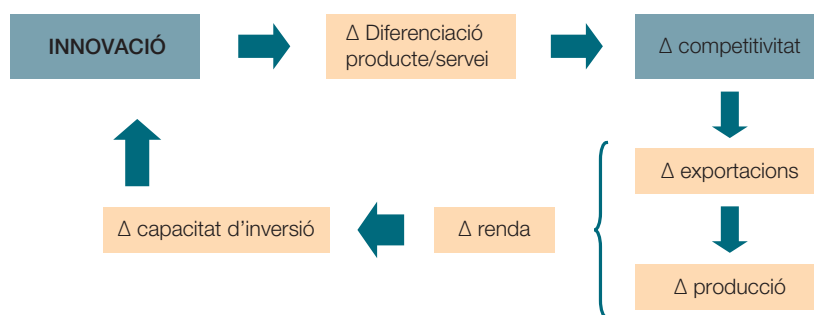 INNOVACIÓ
Δ Diferenciació
producte/servei
Δ competitivitat
Δ exportacions
Δ producció
Δ renda
Δ capacitat d’inversió